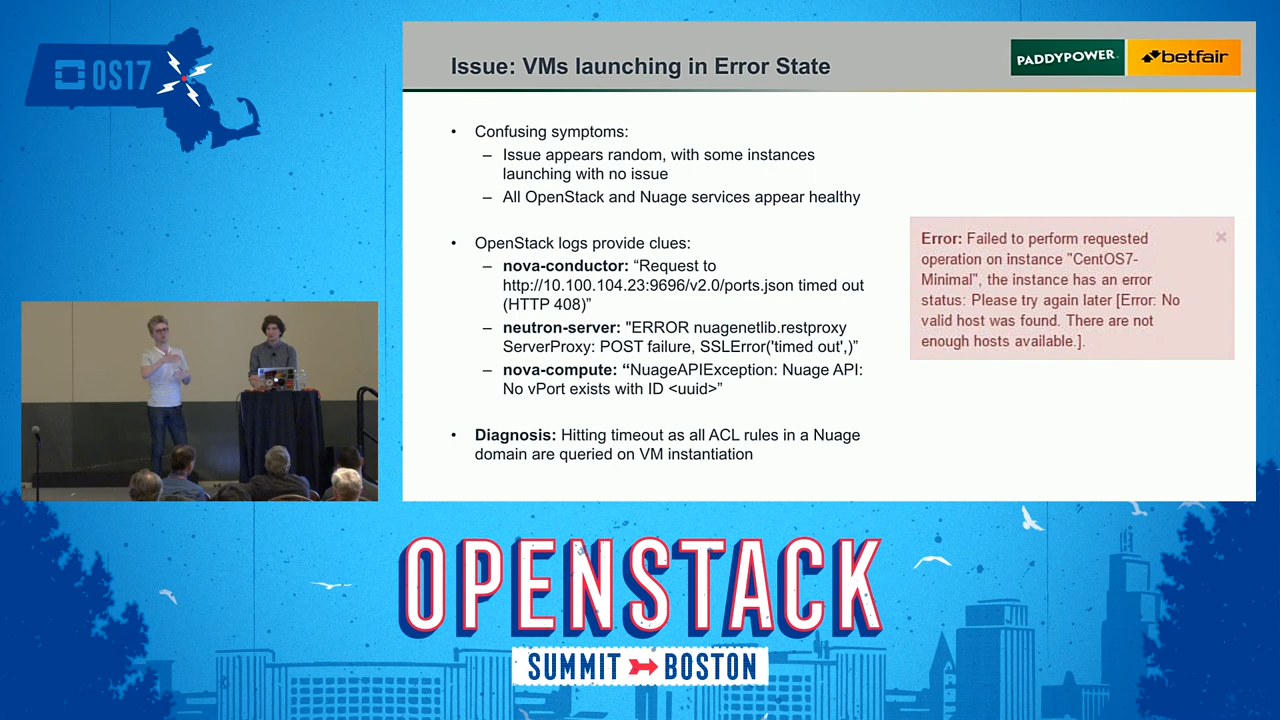 OS17
Issue: VMs launching in Error State
PADDYPOWER.
betfair
• Confusing symptoms:
– Issue appears random, with some instances
launching with no issue
– All OpenStack and Nuage services appear healthy
• OpenStack logs provide clues:
– nova-conductor: “Request to
http://10.100.104.23:9696/v2.0/ports.json timed out
(HTTP 408)”
– neutron-server: "ERROR nuagenetlib.restproxy
ServerProxy: POST failure, SSLError('timed out',)”
– nova-compute: “NuageAPIException: Nuage API:
No vPort exists with ID <uuid>”
• Diagnosis: Hitting timeout as all ACL rules in a Nuage
domain are queried on VM instantiation
Error: Failed to perform requested ×
operation on instance "CentOS7-
Minimal", the instance has an error
status: Please try again later [Error: No
valid host was found. There are not
enough hosts available.].
OPENSTACK
SUMMIT BOSTON